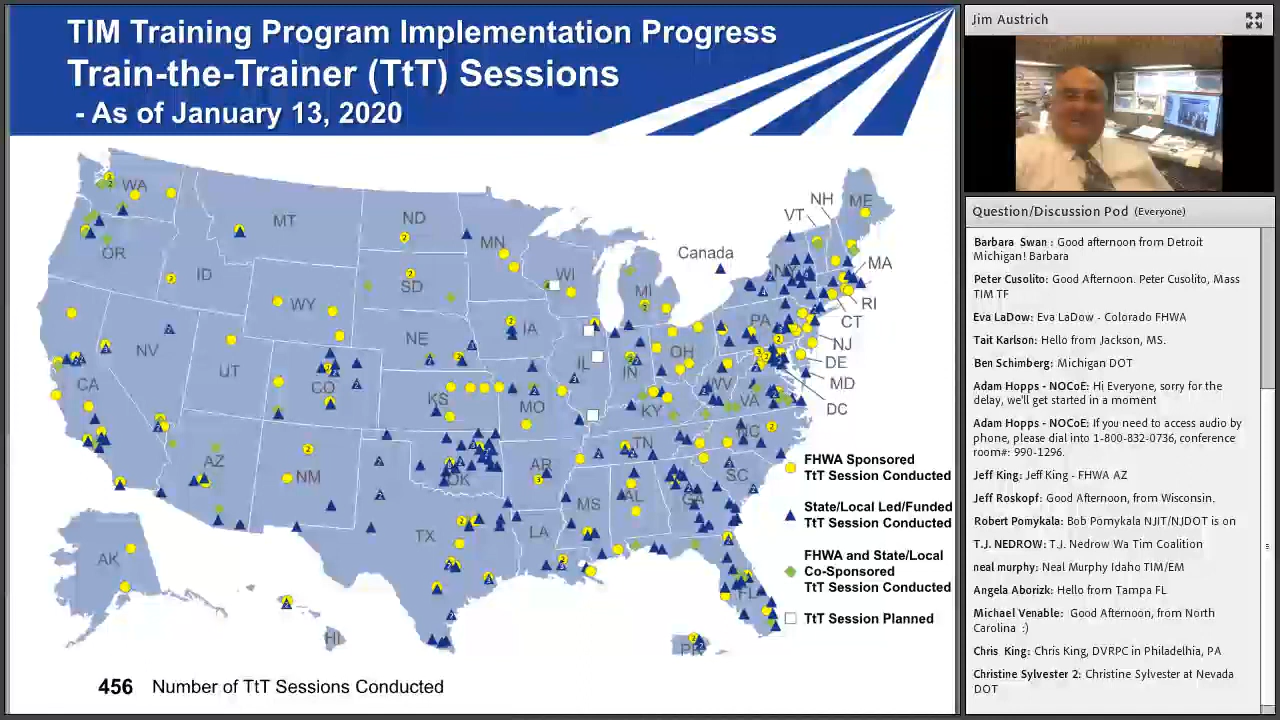 TIM Training Program Implementation Progress
Train-the-Trainer (TtT) Sessions
- As of January 13, 2020
WA
MT
ND
MN
OR
ID
SD
WI
MI
Canada
VT
NH
ME
NY
MA
RI
CT
WY
NE
IA
PA
NJ
DE
MD
DC
NV
UT
CO
IL
IN
OH
WV
VA
CA
KS
MO
KY
NC
TN
AZ
NM
OK
AR
SC
MS
AL
GA
TX
LA
FL
AK
HI
PR
FHWA Sponsored
TtT Session Conducted
State/Local Led/Funded
TtT Session Conducted
FHWA and State/Local
Co-Sponsored
TtT Session Conducted
TtT Session Planned
456 Number of TtT Sessions Conducted
Jim Austrich
Question/Discussion Pod (Everyone)
Barbara Swan : Good afternoon from Detroit
Michigan! Barbara
Peter Cusolito: Good Afternoon. Peter Cusolito, Mass
TIM TF
Eva LaDow: Eva LaDow - Colorado FHWA
Tait Karlson: Hello from Jackson, MS.
Ben Schimberg: Michigan DOT
Adam Hopps - NOCoE: Hi Everyone, sorry for the
delay, we'll get started in a moment
Adam Hopps - NOCoE: If you need to access audio by
phone, please dial into 1-800-832-0736, conference
room#: 990-1296.
Jeff King: Jeff King - FHWA AZ
Jeff Roskopf: Good Afternoon, from Wisconsin.
Robert Pomykala: Bob Pomykala NJIT/NJDOT is on
T.J. NEDROW: T.J. Nedrow Wa Tim Coalition
neal murphy: Neal Murphy Idaho TIM/EM
Angela Aborizk: Hello from Tampa FL
Michael Venable: Good Afternoon, from North
Carolina :)
Chris King: Chris King, DVRPC in Philadelhia, PA
Christine Sylvester 2: Christine Sylvester at Nevada
DOT